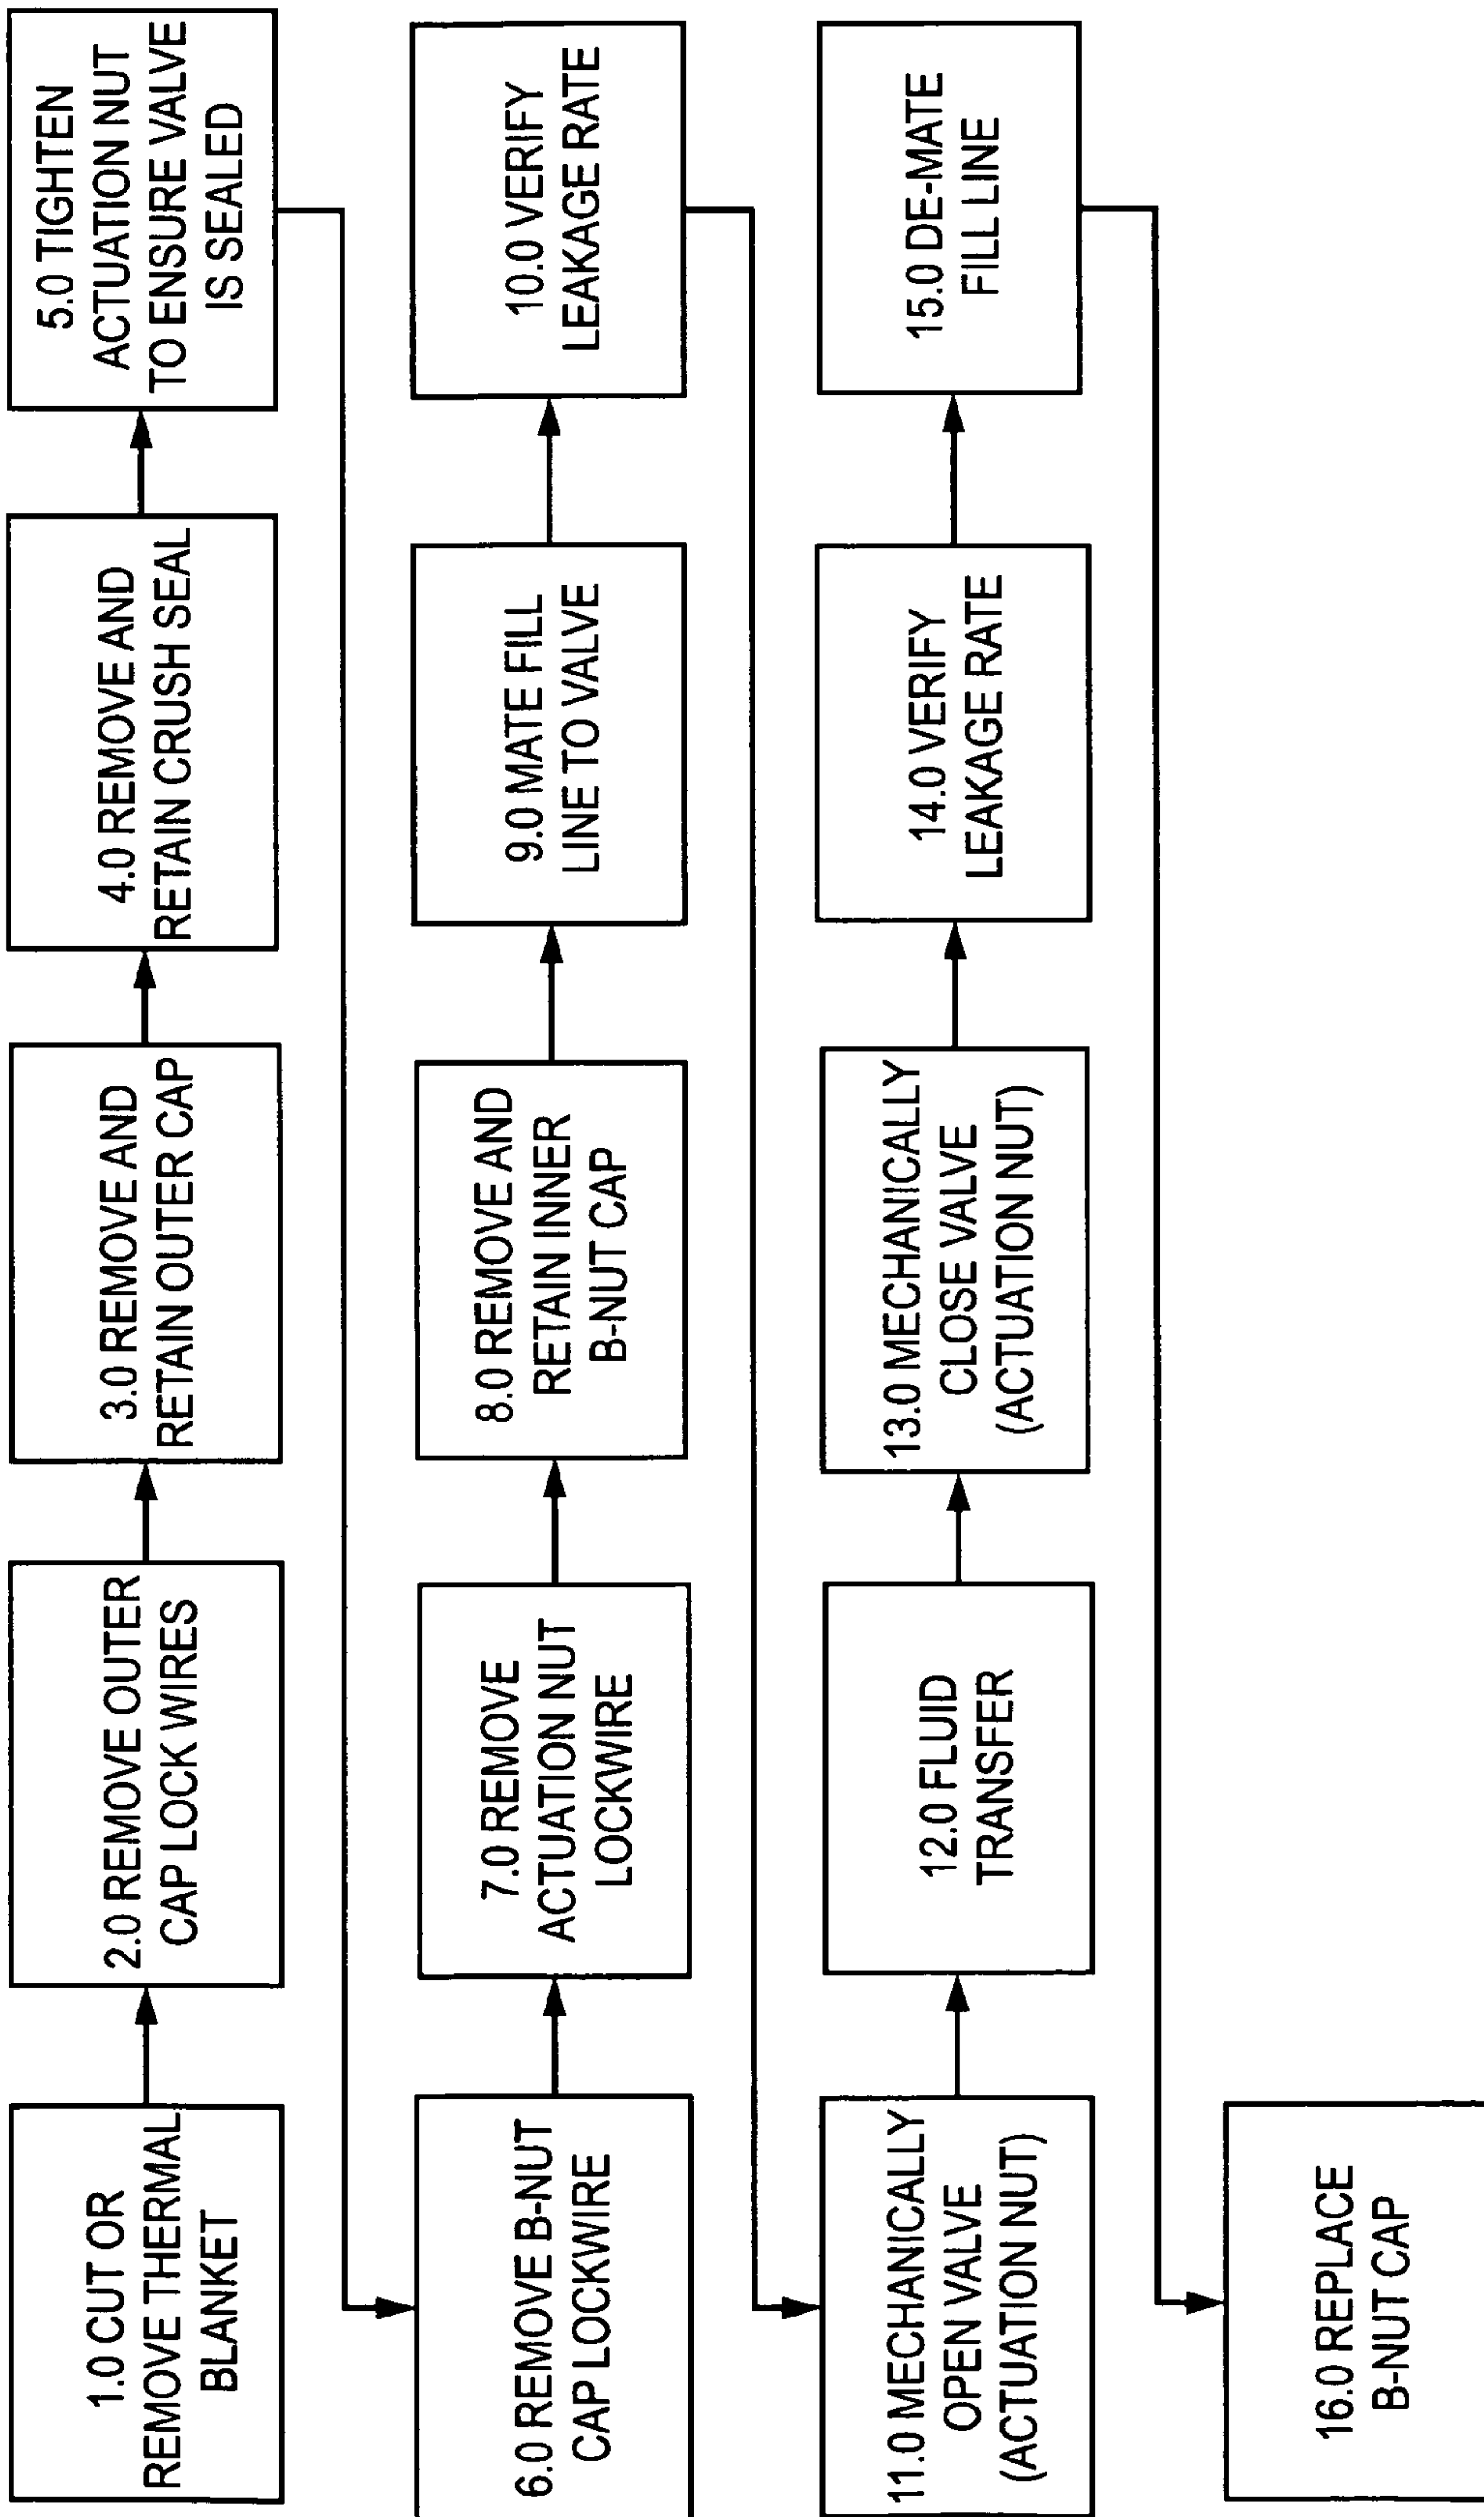 1.0 CUT OR
REMOVE THERMAL
BLANKET
2.0 REMOVE OUTER
CAP LOCK WIRES
3.0 REMOVE AND
RETAIN OUTER CAP
4.0 REMOVE AND
RETAIN CRUSH SEAL
5.0 TIGHTEN
ACTUATION NUT
TO ENSURE VALVE
IS SEALED
6.0 REMOVE B-NUT
CAP LOCKWIRE
7.0 REMOVE
ACTUATION NUT
LOCKWIRE
8.0 REMOVE AND
RETAIN INNER
B-NUT CAP
9.0 MATE FILL
LINE TO VALVE
10.0 VERIFY
LEAKAGE RATE
11.0 MECHANICALLY
OPEN VALVE
(ACTUATION NUT)
12.0 FLUID
TRANSFER
13.0 MECHANICALLY
CLOSE VALVE
(ACTUATION NUT)
14.0 VERIFY
LEAKAGE RATE
15.0 DE-MATE
FILL LINE
16.0 REPLACE
B-NUT CAP